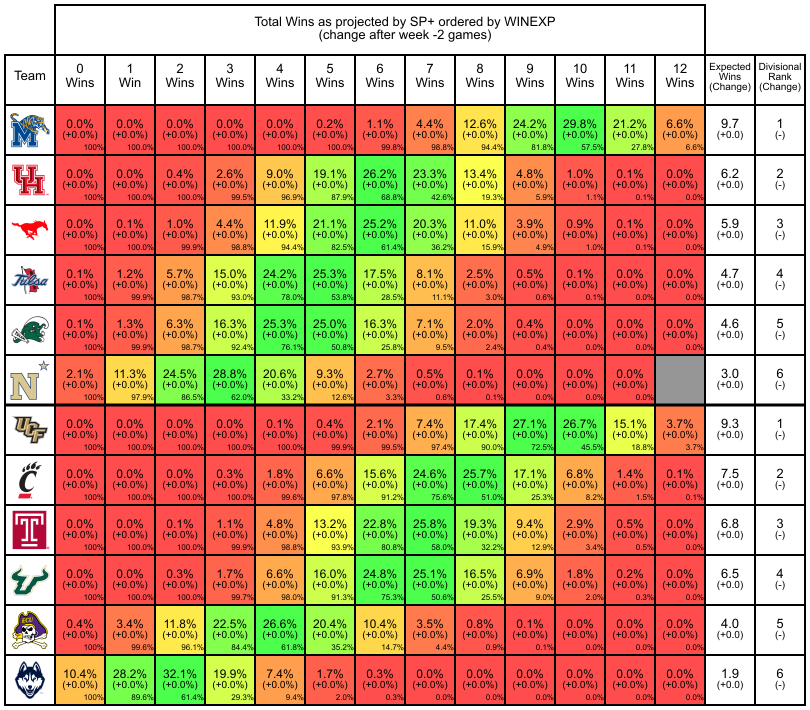 Total Wins as projected by SP+ ordered by WINEXP
(change after week -2 games)
Team 0 Wins 1 Win 2 Wins 3 Wins 4 Wins 5 Wins 6 Wins 7 Wins 8 Wins 9 Wins 10 Wins 11 Wins 12 Wins Expected Wins (Change) Divisional Rank (Change)
M 0.0% 0.0% 0.0% 0.0% 0.0% 0.2% 1.1% 4.4% 12.6% 24.2% 29.8% 21.2% 6.6% 9.7 1
(+0.0%) (+0.0%) (+0.0%) (+0.0%) (+0.0%) (+0.0%) (+0.0%) (+0.0%) (+0.0%) (+0.0%) (+0.0%) (+0.0%) (+0.0%) (+0.0) (-)
100% 100.0% 100.0% 100.0% 100.0% 100.0% 99.8% 98.8% 94.4% 81.8% 57.5% 27.8% 6.6%
UH 0.0% 0.0% 0.4% 2.6% 9.0% 19.1% 26.2% 23.3% 13.4% 4.8% 1.0% 0.1% 0.0% 6.2 2
(+0.0%) (+0.0%) (+0.0%) (+0.0%) (+0.0%) (+0.0%) (+0.0%) (+0.0%) (+0.0%) (+0.0%) (+0.0%) (+0.0%) (+0.0%) (+0.0) (-)
100% 100.0% 100.0% 99.5% 96.9% 87.9% 68.8% 42.6% 19.3% 5.9% 1.1% 0.1% 0.0%
0.0% 0.1% 1.0% 4.4% 11.9% 21.1% 25.2% 20.3% 11.0% 3.9% 0.9% 0.1% 0.0% 5.9 3
(+0.0%) (+0.0%) (+0.0%) (+0.0%) (+0.0%) (+0.0%) (+0.0%) (+0.0%) (+0.0%) (+0.0%) (+0.0%) (+0.0%) (+0.0%) (+0.0) (-)
100% 100.0% 99.9% 98.8% 94.4% 82.5% 61.4% 36.2% 15.9% 4.9% 1.0% 0.1% 0.0%
Tulsa 0.1% 1.2% 5.7% 15.0% 24.2% 25.3% 17.5% 8.1% 2.5% 0.5% 0.1% 0.0% 0.0% 4.7 4
(+0.0%) (+0.0%) (+0.0%) (+0.0%) (+0.0%) (+0.0%) (+0.0%) (+0.0%) (+0.0%) (+0.0%) (+0.0%) (+0.0%) (+0.0%) (+0.0) (-)
100% 99.9% 98.7% 93.0% 78.0% 53.8% 28.5% 11.1% 3.0% 0.6% 0.1% 0.0% 0.0%
0.1% 1.3% 6.3% 16.3% 25.3% 25.0% 16.3% 7.1% 2.0% 0.4% 0.0% 0.0% 0.0% 4.6 5
(+0.0%) (+0.0%) (+0.0%) (+0.0%) (+0.0%) (+0.0%) (+0.0%) (+0.0%) (+0.0%) (+0.0%) (+0.0%) (+0.0%) (+0.0%) (+0.0) (-)
100% 99.9% 98.7% 92.4% 76.1% 50.8% 25.8% 9.5% 2.4% 0.4% 0.0% 0.0% 0.0%
N 2.1% 11.3% 24.5% 28.8% 20.6% 9.3% 2.7% 0.5% 0.1% 0.0% 0.0% 0.0% 3.0 6
(+0.0%) (+0.0%) (+0.0%) (+0.0%) (+0.0%) (+0.0%) (+0.0%) (+0.0%) (+0.0%) (+0.0%) (+0.0%) (+0.0%) (+0.0) (-)
100% 97.9% 86.5% 62.0% 33.2% 12.6% 3.3% 0.6% 0.1% 0.0% 0.0% 0.0%
UCF 0.0% 0.0% 0.0% 0.0% 0.1% 0.4% 2.1% 7.4% 17.4% 27.1% 26.7% 15.1% 3.7% 9.3 1
(+0.0%) (+0.0%) (+0.0%) (+0.0%) (+0.0%) (+0.0%) (+0.0%) (+0.0%) (+0.0%) (+0.0%) (+0.0%) (+0.0%) (+0.0%) (+0.0) (-)
100% 100.0% 100.0% 100.0% 100.0% 99.9% 99.5% 97.4% 90.0% 72.5% 45.5% 18.8% 3.7%
C 0.0% 0.0% 0.0% 0.3% 1.8% 6.6% 15.6% 24.6% 25.7% 17.1% 6.8% 1.4% 0.1% 7.5 2
(+0.0%) (+0.0%) (+0.0%) (+0.0%) (+0.0%) (+0.0%) (+0.0%) (+0.0%) (+0.0%) (+0.0%) (+0.0%) (+0.0%) (+0.0%) (+0.0) (-)
100% 100.0% 100.0% 100.0% 99.6% 97.8% 91.2% 75.6% 51.0% 25.3% 8.2% 1.5% 0.1%
T 0.0% 0.0% 0.1% 1.1% 4.8% 13.2% 22.8% 25.8% 19.3% 9.4% 2.9% 0.5% 0.0% 6.8 3
(+0.0%) (+0.0%) (+0.0%) (+0.0%) (+0.0%) (+0.0%) (+0.0%) (+0.0%) (+0.0%) (+0.0%) (+0.0%) (+0.0%) (+0.0%) (+0.0) (-)
100% 100.0% 100.0% 99.9% 98.8% 93.9% 80.8% 58.0% 32.2% 12.9% 3.4% 0.5% 0.0%
0.0% 0.0% 0.3% 1.7% 6.6% 16.0% 24.8% 25.1% 16.5% 6.9% 1.8% 0.2% 0.0% 6.5 4
(+0.0%) (+0.0%) (+0.0%) (+0.0%) (+0.0%) (+0.0%) (+0.0%) (+0.0%) (+0.0%) (+0.0%) (+0.0%) (+0.0%) (+0.0%) (+0.0) (-)
100% 100.0% 100.0% 99.7% 98.0% 91.3% 75.3% 50.6% 25.5% 9.0% 2.0% 0.3% 0.0%
ECU 0.4% 3.4% 11.8% 22.5% 26.6% 20.4% 10.4% 3.5% 0.8% 0.1% 0.0% 0.0% 0.0% 4.0 5
(+0.0%) (+0.0%) (+0.0%) (+0.0%) (+0.0%) (+0.0%) (+0.0%) (+0.0%) (+0.0%) (+0.0%) (+0.0%) (+0.0%) (+0.0%) (+0.0) (-)
100% 99.6% 96.1% 84.4% 61.8% 35.2% 14.7% 4.4% 0.9% 0.1% 0.0% 0.0% 0.0%
10.4% 28.2% 32.1% 19.9% 7.4% 1.7% 0.3% 0.0% 0.0% 0.0% 0.0% 0.0% 0.0% 1.9 6
(+0.0%) (+0.0%) (+0.0%) (+0.0%) (+0.0%) (+0.0%) (+0.0%) (+0.0%) (+0.0%) (+0.0%) (+0.0%) (+0.0%) (+0.0%) (+0.0) (-)
100% 89.6% 61.4% 29.3% 9.4% 2.0% 0.3% 0.0% 0.0% 0.0% 0.0% 0.0% 0.0%